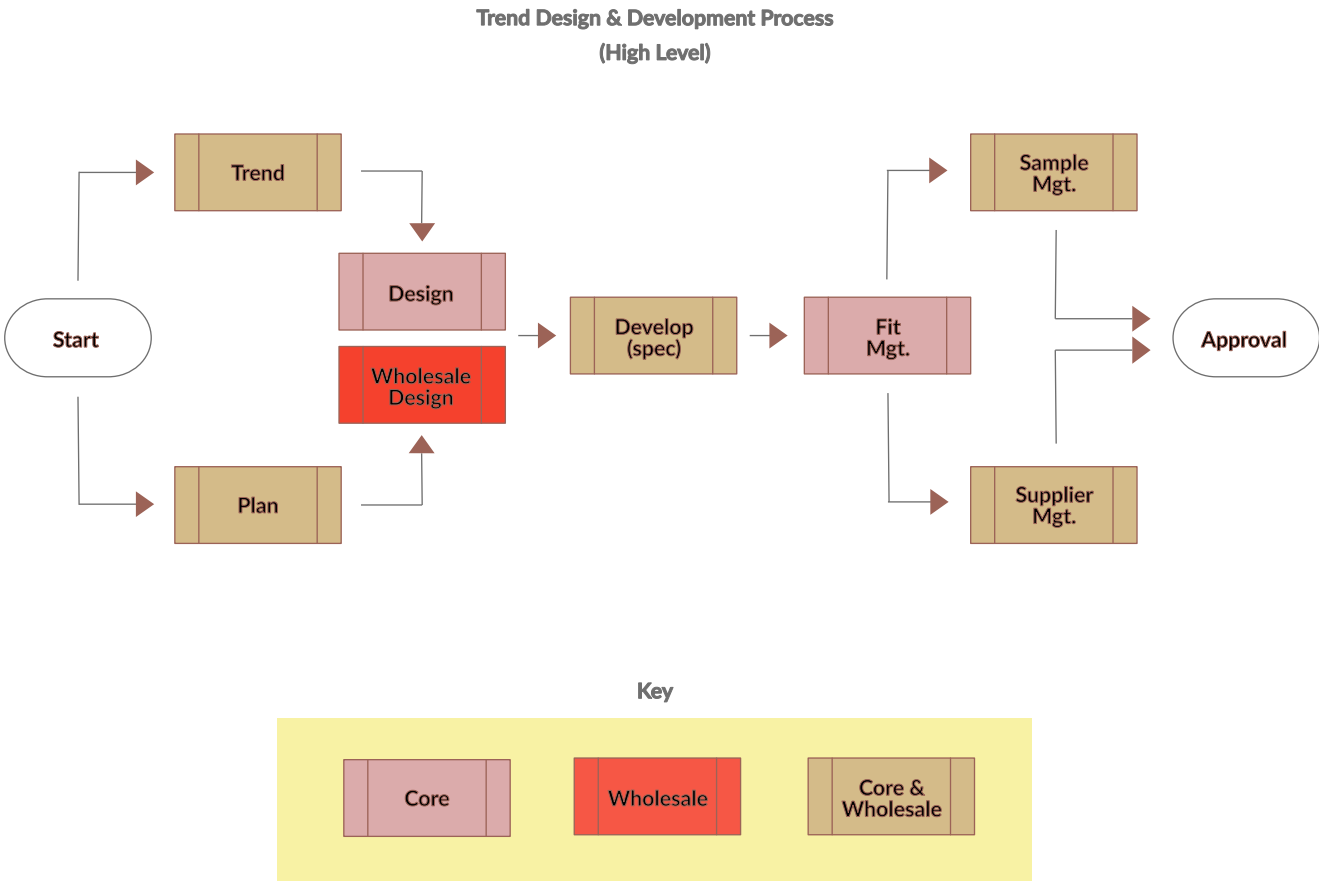 Trend Design & Development Process
(High Level)
Trend
Sample
Mgt.
Design
Start
Develop
(spec)
Fit
Mgt.
Approval
Wholesale
Design
Plan
Supplier
Mgt.
Key
Core
Wholesale
Core &
Wholesale